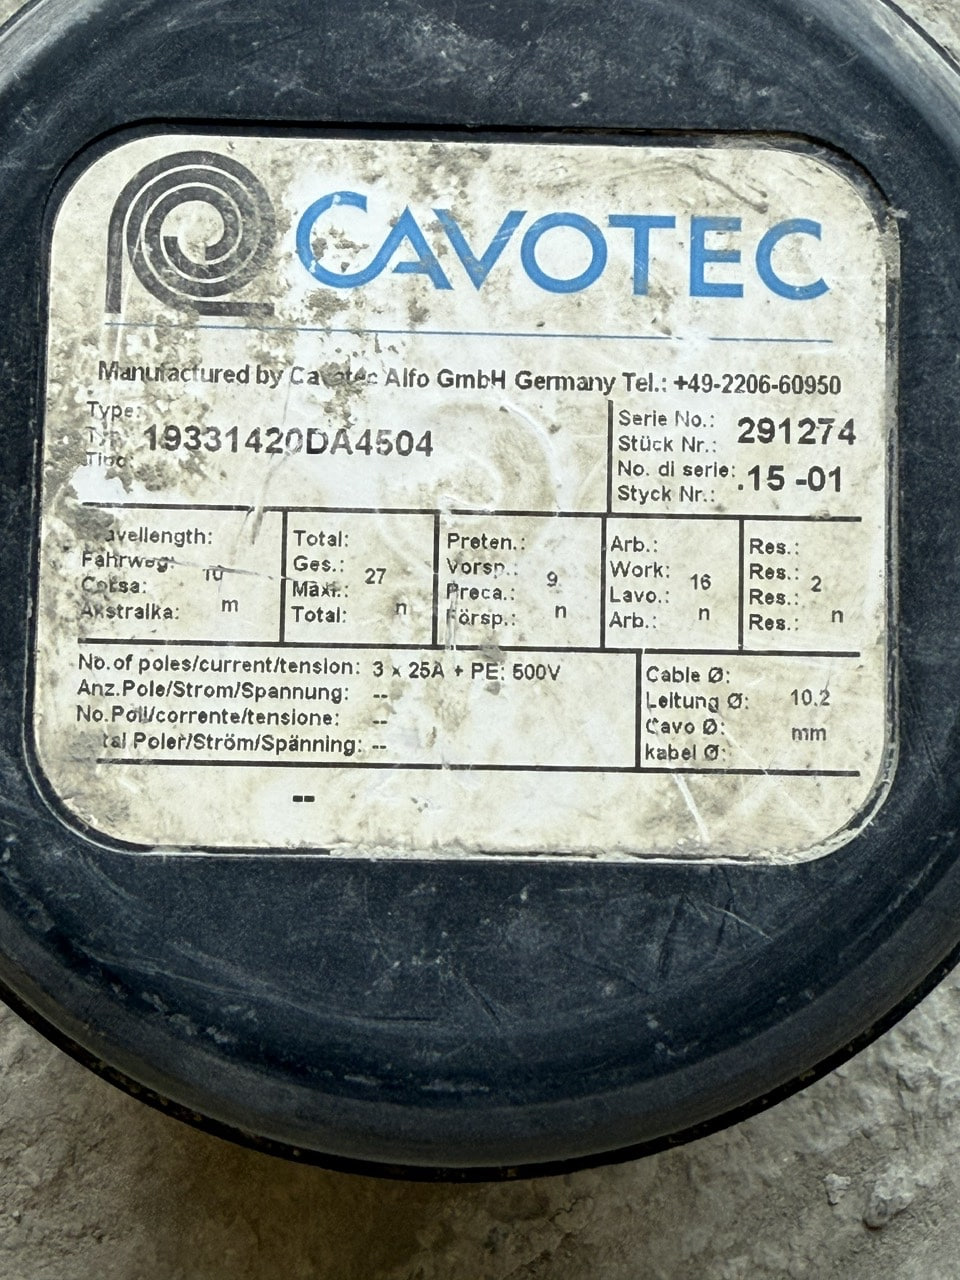 CAVOTEC
Manufactured by Cavotec Alfo GmbH Germany Tel.: +49-2206-60950
Type:
Typ:
Tipo:
19331420DA4504
Serie No.:
Stück Nr.:
No. di serie:
Styck Nr.:
291274
.15 -01
Fahrweg:
Corsa:
Akstralka:
10
m
Total:
Ges.:
Max.:
Total:
27
n
Preten.:
Vorsp.:
Preca.:
Försp.:
9
n
Arb.:
Work:
Lavo.:
Arb.:
16
n
Res.:
Res.:
Res.:
Res.:
2
n
No.of poles/current/tension: 3 x 25A + PE; 500V
Anz.Pole/Strom/Spannung: --
No.Poli/corrente/tensione: --
Poler/Ström/Spänning: --
Cable Ø:
Leitung Ø:
Cavo Ø:
kabel Ø:
10.2
mm
--